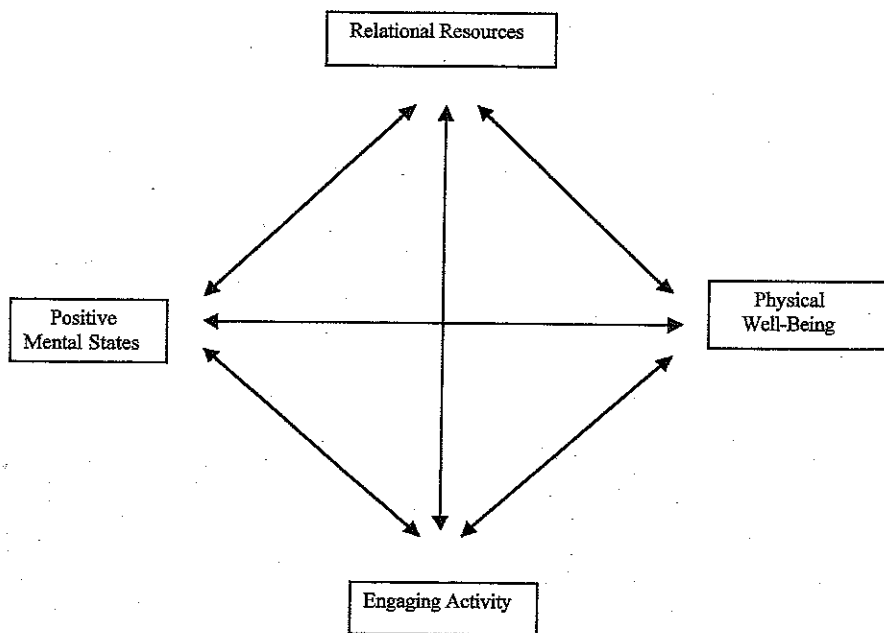 Relational Resources
Positive
Mental States
Physical
Well-Being
Engaging Activity